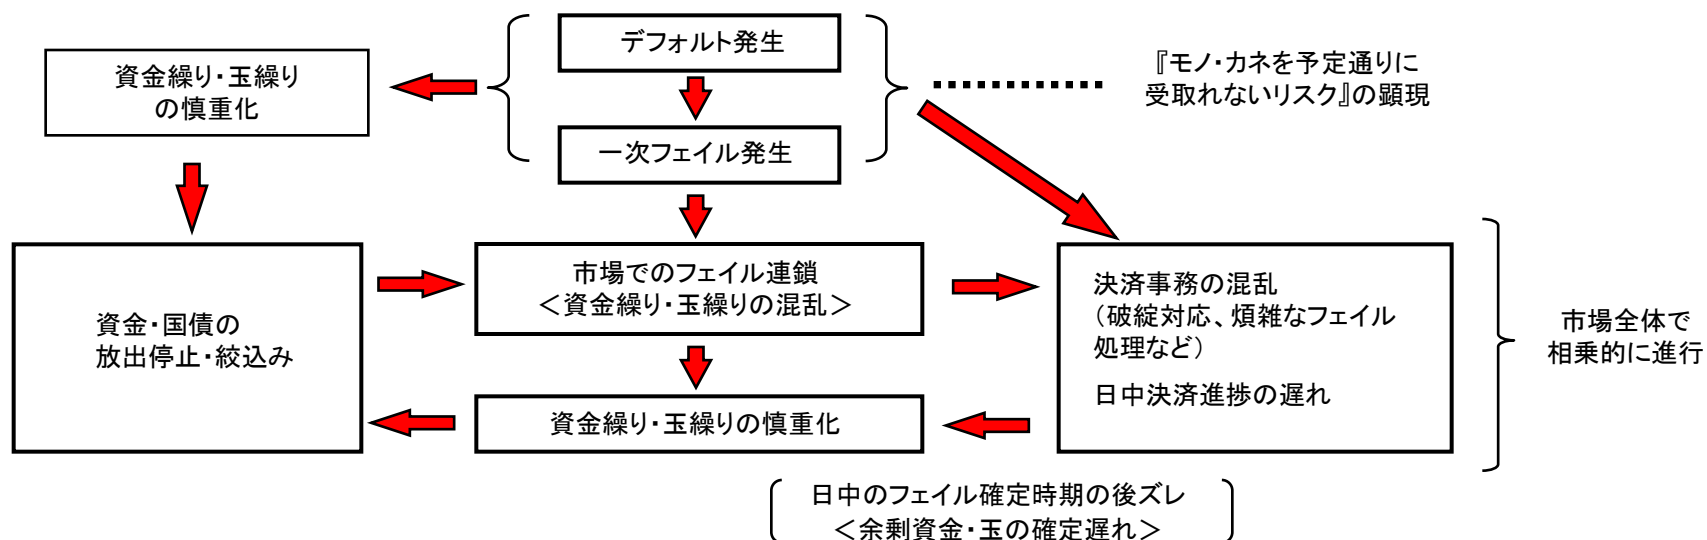 デフォルト発生
資金繰り・玉繰り
の慎重化
『モノ・カネを予定通りに
受取れないリスク』の顕現
一次フェイル発生
資金・国債の
放出停止・絞込み
市場でのフェイル連鎖
＜資金繰り・玉繰りの混乱＞
決済事務の混乱
（破綻対応、煩雑なフェイル
処理など）
日中決済進捗の遅れ
市場全体で
相乗的に進行
資金繰り・玉繰りの慎重化
日中のフェイル確定時期の後ズレ
＜余剰資金・玉の確定遅れ＞